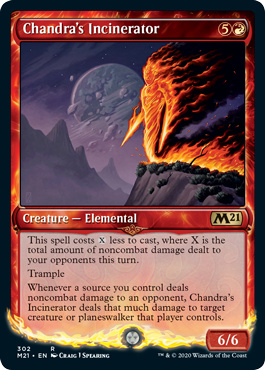 Chandra's Incinerator 5
Creature — Elemental M21
This spell costs X less to cast, where X is the
total amount of noncombat damage dealt to
your opponents this turn.
Trample
Whenever a source you control deals
noncombat damage to an opponent, Chandra's
Incinerator deals that much damage to target
creature or planeswalker that player controls.
6/6
302 R
M21 • EN Craig J Spearing ™ & © 2020 Wizards of the Coast